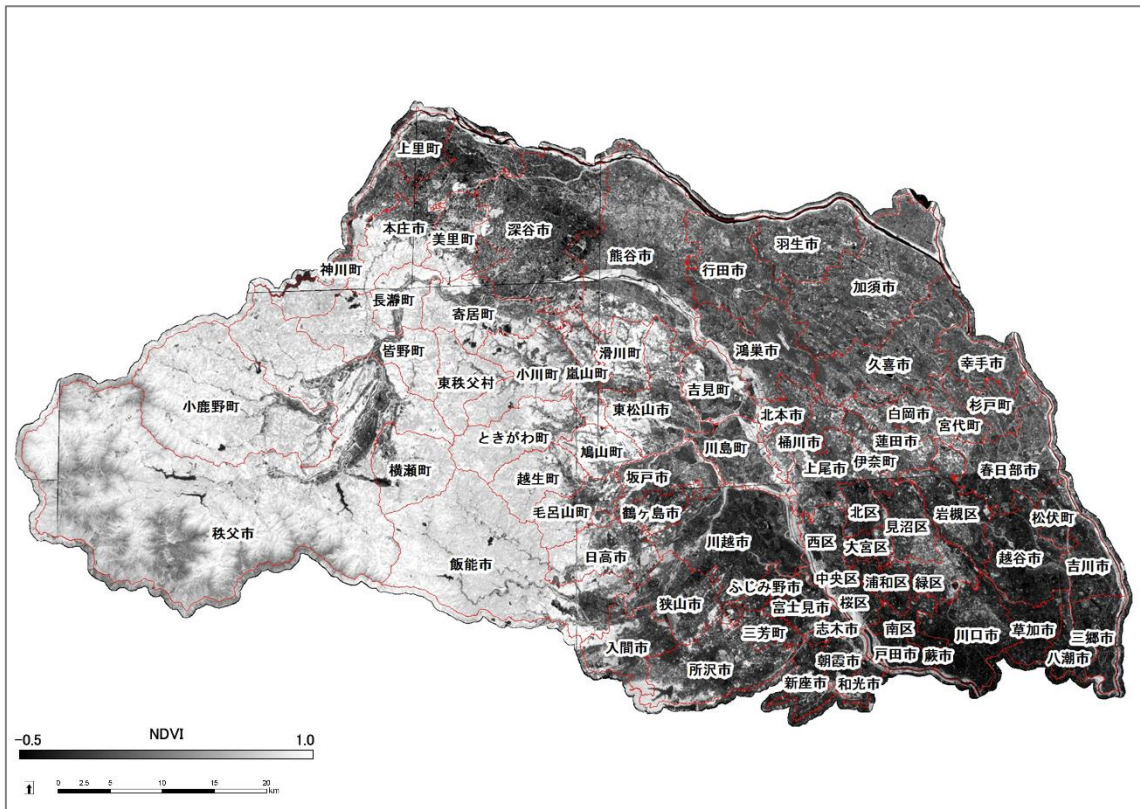 上里町
本庄市
美里町
深谷市
神川町
熊谷市
行田市
羽生市
加須市
長瀞町
寄居町
皆野町
東秩父村
小川町
嵐山町
滑川町
吉見町
鴻巣市
久喜市
幸手市
小鹿野町
東松山市
北本市
白岡市
杉戸町
宮代町
ときがわ町
鳩山町
川島町
桶川市
蓮田市
伊奈町
上尾市
春日部市
横瀬町
越生町
坂戸市
毛呂山町
鶴ヶ島市
北区
見沼区
岩槻区
松伏町
秩父市
飯能市
日高市
川越市
西区
大宮区
越谷市
吉川市
ふじみ野市
中央区
浦和区
緑区
狭山市
富士見市
桜区
入間市
三芳町
志木市
南区
川口市
草加市
三郷市
所沢市
朝霞市
戸田市
蕨市
八潮市
新座市
和光市
NDVI
-0.5
1.0
0 2.5 5 10 15 20
km